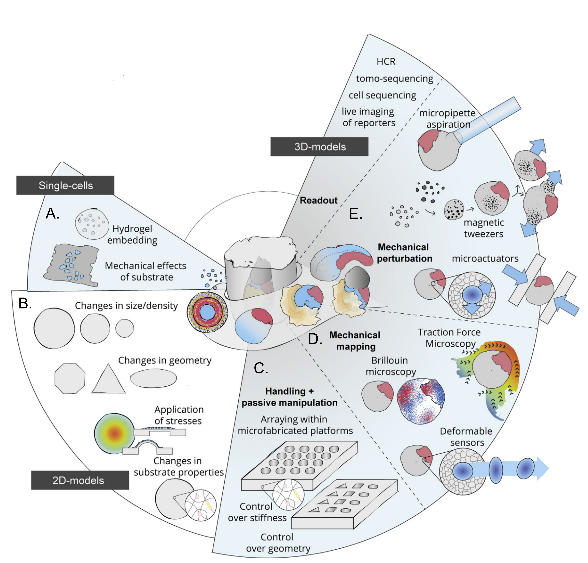 HCR
tomo-sequencing
cell sequencing
live imaging
of reporters
micropipette
aspiration
3D-models
Single-cells
Readout
A.
E.
Hydrogel
embedding
magnetic
tweezers
Mechanical effects
of substrate
Mechanical
perturbation
microactuators
B.
Changes in size/density
D.
Mechanical
mapping
Traction Force
Microscopy
Changes in geometry
C.
Brillouin
microscopy
Handling +
passive manipulation
Application
of stresses
Arraying within
microfabricated platforms
Deformable
sensors
Changes in
substrate properties
2D-models
Control
over stiffness
Control
over geometry